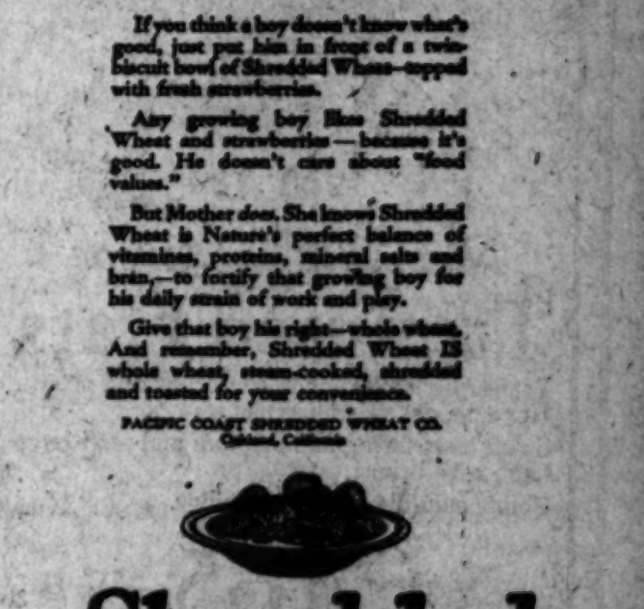 If you think a boy doesn't know what's
good, just put him in front of a twin-
biscuit bowf of Shredded Wheat—topped
with fresh strawberries.
Any growing boy likes Shredded
Wheat and strawberries—because it's
good. He doesn't care about "food
values."
But Mother does. She knows Shredded
Wheat is Nature's perfect balance of
vitamines, proteins, mineral salts and
bran,—to fortify that growing boy for
his daily strain of work and play.
Give that boy his right—whole wheat.
And remember, Shredded Wheat IS
whole wheat, steam-cooked, shredded
and toasted for your convenience.
PACIFIC COAST SHREDDED WHEAT CO.
Oakland, California